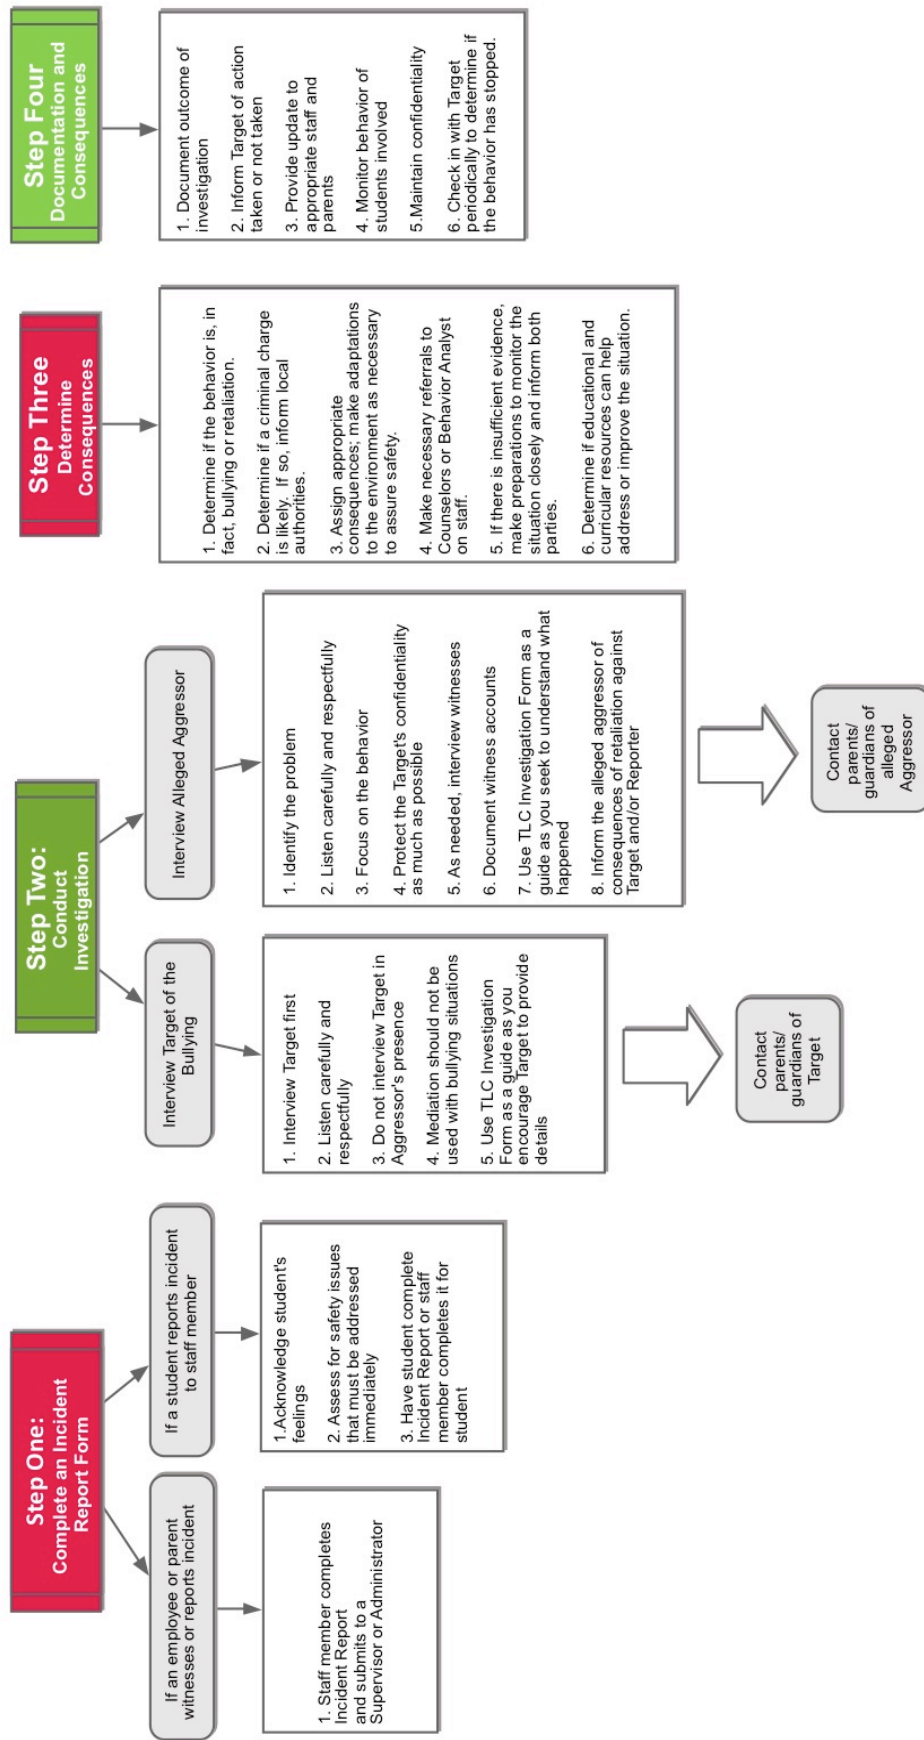 Step One:
Complete an Incident
Report Form
If an employee or parent
witnesses or reports incident
1. Staff member completes
Incident Report
and submits to a
Supervisor or Administrator
If a student reports incident
to staff member
1.Acknowledge student's
feelings
2. Assess for safety issues
that must be addressed
immediately
3. Have student complete
Incident Report or staff
member completes it for
student
Step Two:
Conduct
Investigation
Interview Target of the
Bullying
1. Interview Target first
2. Listen carefully and
respectfully
3. Do not interview Target in
Aggressor's presence
4. Mediation should not be
used with bullying situations
5. Use TLC Investigation
Form as a guide as you
encourage Target to provide
details
Contact
parents/
guardians of
Target
Interview Alleged Aggressor
1. Identify the problem
2. Listen carefully and respectfully
3. Focus on the behavior
4. Protect the Target's confidentiality
as much as possible
5. As needed, interview witnesses
6. Document witness accounts
7. Use TLC Investigation Form as a
guide as you seek to understand what
happened
8. Inform the alleged aggressor of
consequences of retaliation against
Target and/or Reporter
Contact
parents/
guardians of
alleged
Aggressor
Step Three
Determine
Consequences
1. Determine if the behavior is, in
fact, bullying or retaliation.
2. Determine if a criminal charge
is likely. If so, inform local
authorities.
3. Assign appropriate
consequences; make adaptations
to the environment as necessary
to assure safety.
4. Make necessary referrals to
Counselors or Behavior Analyst
on staff.
5. If there is insufficient evidence,
make preparations to monitor the
situation closely and inform both
parties.
6. Determine if educational and
curricular resources can help
address or improve the situation.
Step Four
Documentation and
Consequences
1. Document outcome of
investigation
2. Inform Target of action
taken or not taken
3. Provide update to
appropriate staff and
parents
4. Monitor behavior of
students involved
5.Maintain confidentiality
6. Check in with Target
periodically to determine if
the behavior has stopped.